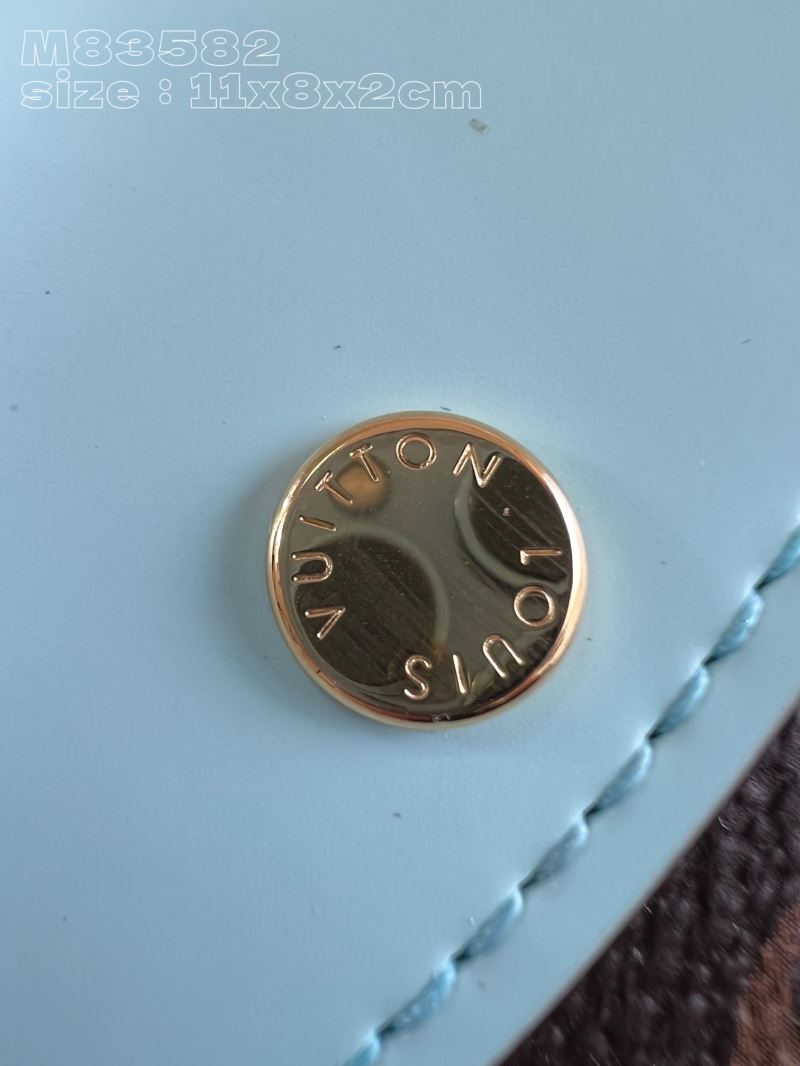 M83582
size : 11x8x2cm
LOUIS VUITTON